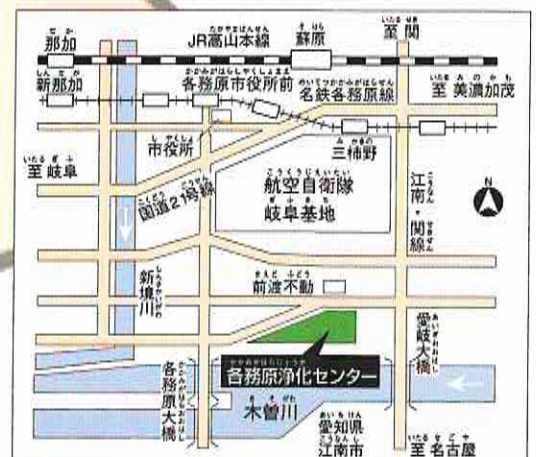 那加
JR高山本線
蘇原
至 関
新那加
各務原市役所前
名鉄各務原線
至 美濃加茂
市役所
三柿野
至 岐阜
国道21号線
航空自衛隊
岐阜基地
江南・関線
N
新境川
前渡不動
各務原浄化センター
愛岐大橋
各務原大橋
木曽川
愛知県
江南市
至 名古屋